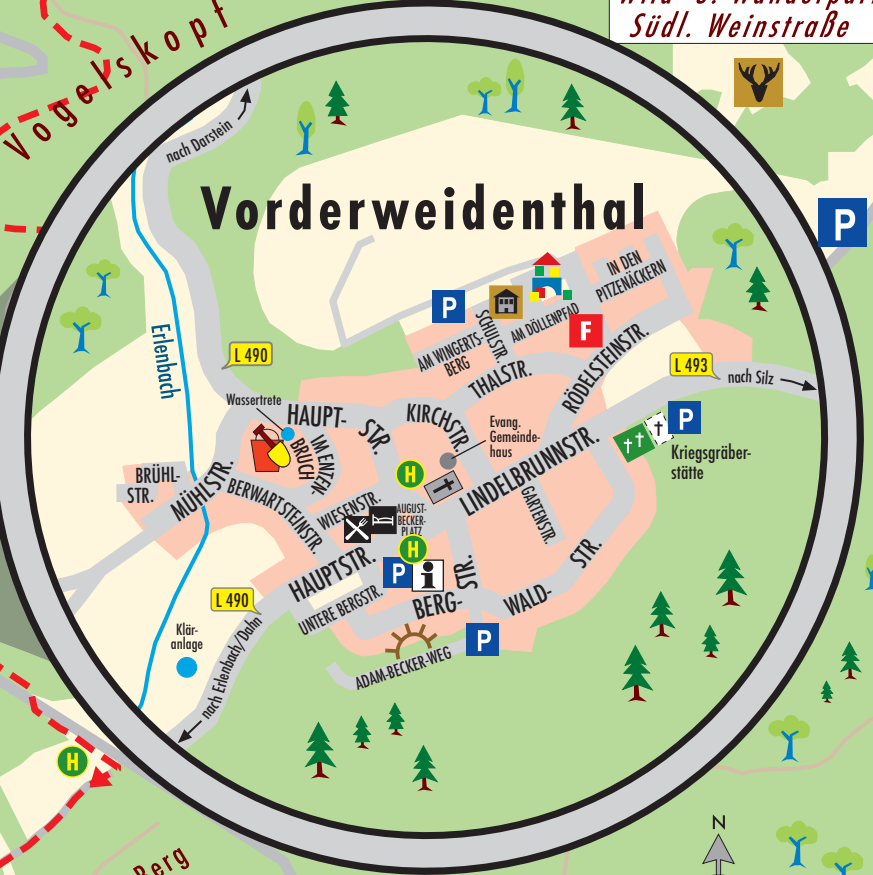 Südl. Weinstraße
Vogelskopf
nach Darstein
Vorderweidenthal
P
P
IN DEN
PITZENÄCKERN
SCHULSTR.
AM DÖLLENPFAD
F
AM WINGERTS-
BERG
THALSTR.
RÖDELSTEINSTR.
Erlenbach
L 490
L 493
nach Silz
Wassertrete
HAUPT-
STR.
KIRCHSTR.
Evang.
Gemeinde-
haus
P
Kriegsgräber-
stätte
IM ENTEN-
BRUCH
H
LINDELBRUNNSTR.
BRÜHL-
STR.
MÜHLSTR.
BERWARTSTEINSTR.
WIESENSTR.
AUGUST-
BECKER-
PLATZ
GARTENSTR.
H
HAUPTSTR.
P
i
UNTERE BERGSTR.
BERG-
STR.
WALD-
STR.
L 490
Klär-
anlage
nach Erlenbach/Dahn
P
ADAM-BECKER-WEG
H
N
Berg